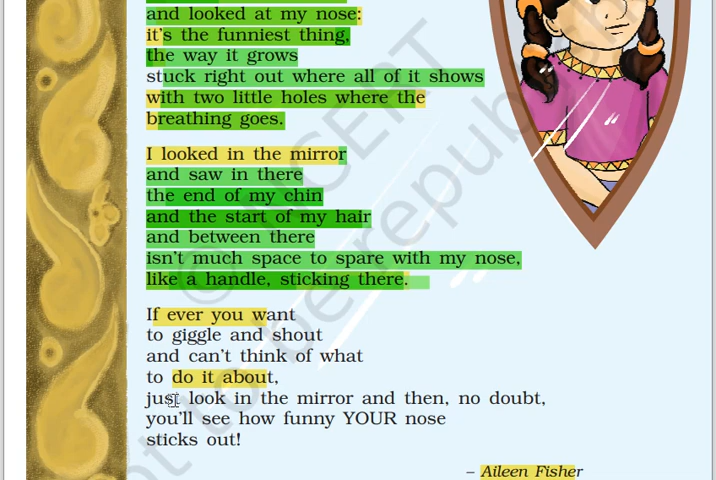 and looked at my nose:
it's the funniest thing,
the way it grows
stuck right out where all of it shows
with two little holes where the
breathing goes.
I looked in the mirror
and saw in there
the end of my chin
and the start of my hair
and between there
isn't much space to spare with my nose,
like a handle, sticking there.
If ever you want
to giggle and shout
and can't think of what
to do it about,
just look in the mirror and then, no doubt,
you'll see how funny YOUR nose
sticks out!
– Aileen Fisher
© NCERT
not to be republ